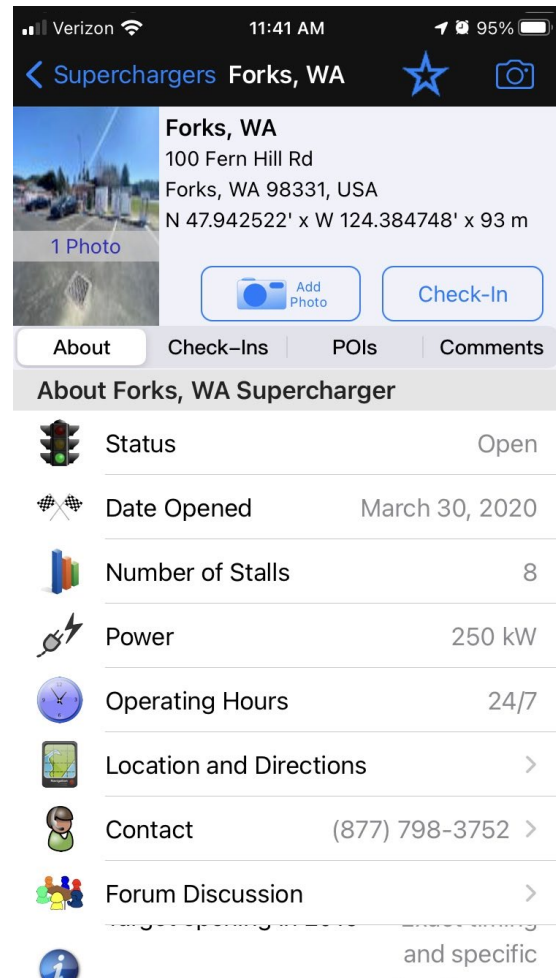 Verizon 11:41 AM 95%
Superchargers Forks, WA
Forks, WA
100 Fern Hill Rd
Forks, WA 98331, USA
N 47.942522' x W 124.384748' x 93 m
1 Photo
Add
Photo
Check-In
About Check-Ins POIs Comments
About Forks, WA Supercharger
Status Open
Date Opened March 30, 2020
Number of Stalls 8
Power 250 kW
Operating Hours 24/7
Location and Directions
Contact (877) 798-3752
Forum Discussion
and specific